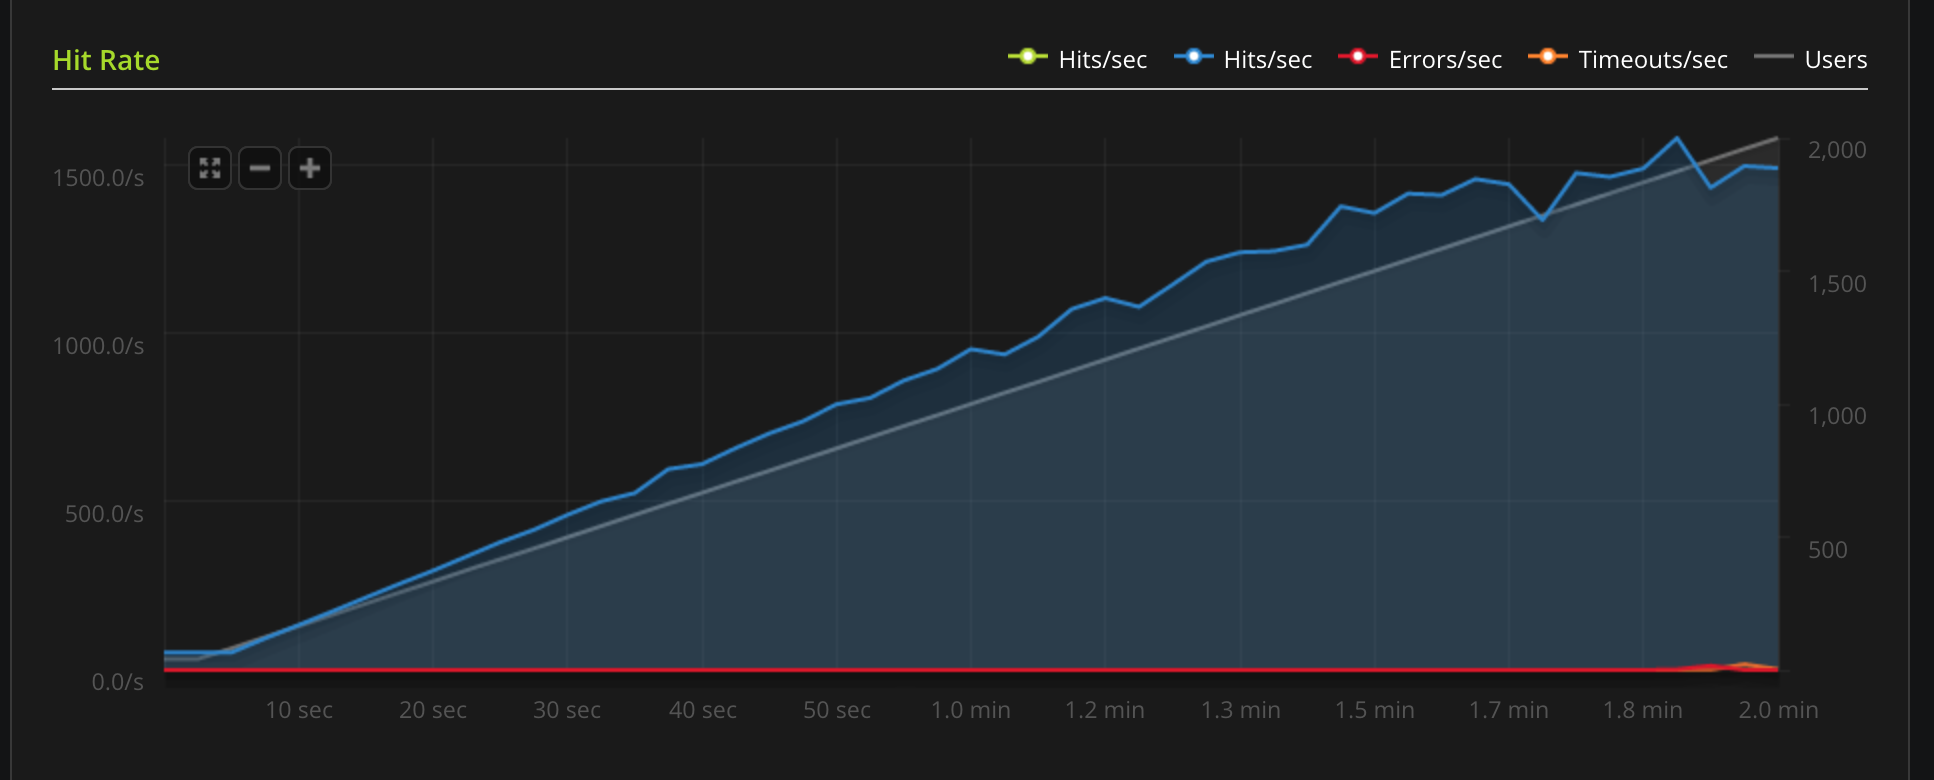 Hit Rate
Hits/sec Hits/sec Errors/sec Timeouts/sec Users
1500.0/s
1000.0/s
500.0/s
0.0/s
2,000
1,500
1,000
500
10 sec 20 sec 30 sec 40 sec 50 sec 1.0 min 1.2 min 1.3 min 1.5 min 1.7 min 1.8 min 2.0 min